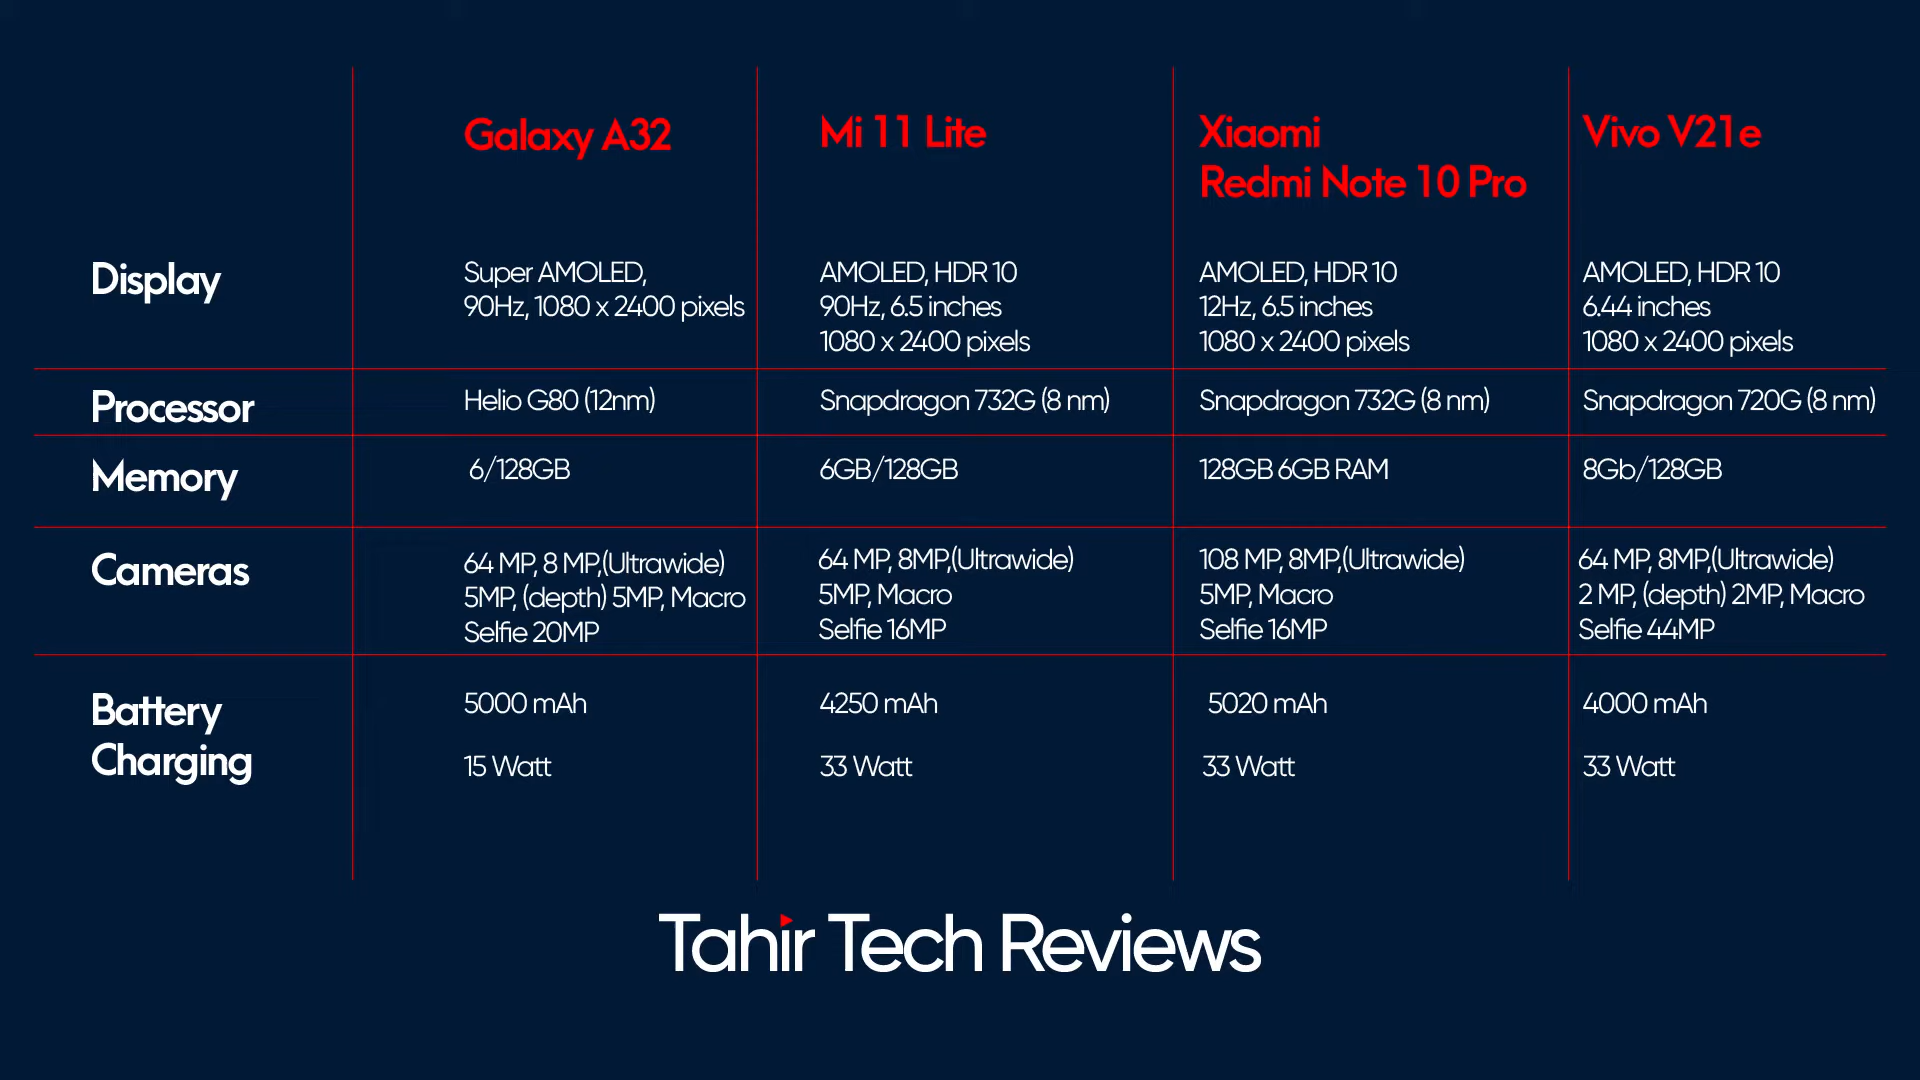 Galaxy A32
Mi 11 Lite
Xiaomi
Redmi Note 10 Pro
Vivo V21e
Display
Super AMOLED,
90Hz, 1080 x 2400 pixels
AMOLED, HDR 10
90Hz, 6.5 inches
1080 x 2400 pixels
AMOLED, HDR 10
12Hz, 6.5 inches
1080 x 2400 pixels
AMOLED, HDR 10
6.44 inches
1080 x 2400 pixels
Processor
Helio G80 (12nm)
Snapdragon 732G (8 nm)
Snapdragon 732G (8 nm)
Snapdragon 720G (8 nm)
Memory
6/128GB
6GB/128GB
128GB 6GB RAM
8Gb/128GB
Cameras
64 MP, 8 MP,(Ultrawide)
5MP, (depth) 5MP, Macro
Selfie 20MP
64 MP, 8MP,(Ultrawide)
5MP, Macro
Selfie 16MP
108 MP, 8MP,(Ultrawide)
5MP, Macro
Selfie 16MP
64 MP, 8MP,(Ultrawide)
2 MP, (depth) 2MP, Macro
Selfie 44MP
Battery
Charging
5000 mAh
15 Watt
4250 mAh
33 Watt
5020 mAh
33 Watt
4000 mAh
33 Watt
Tahir Tech Reviews